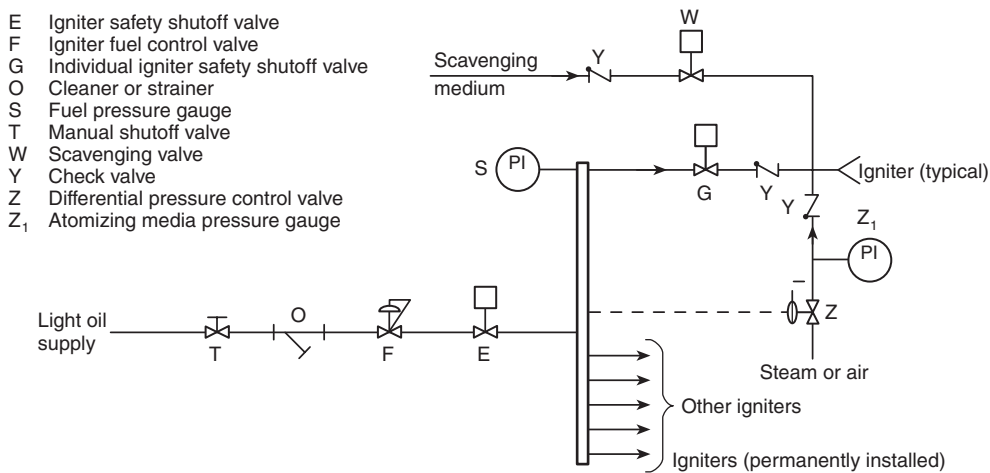 E Igniter safety shutoff valve
F Igniter fuel control valve
G Individual igniter safety shutoff valve
O Cleaner or strainer
S Fuel pressure gauge
T Manual shutoff valve
W Scavenging valve
Y Check valve
Z Differential pressure control valve
Z1 Atomizing media pressure gauge
W
Y
Scavenging
medium
S
PI
G
Y
Igniter (typical)
Y
Z1
PI
Z
Steam or air
Light oil
supply
T
O
F
E
Other igniters
Igniters (permanently installed)